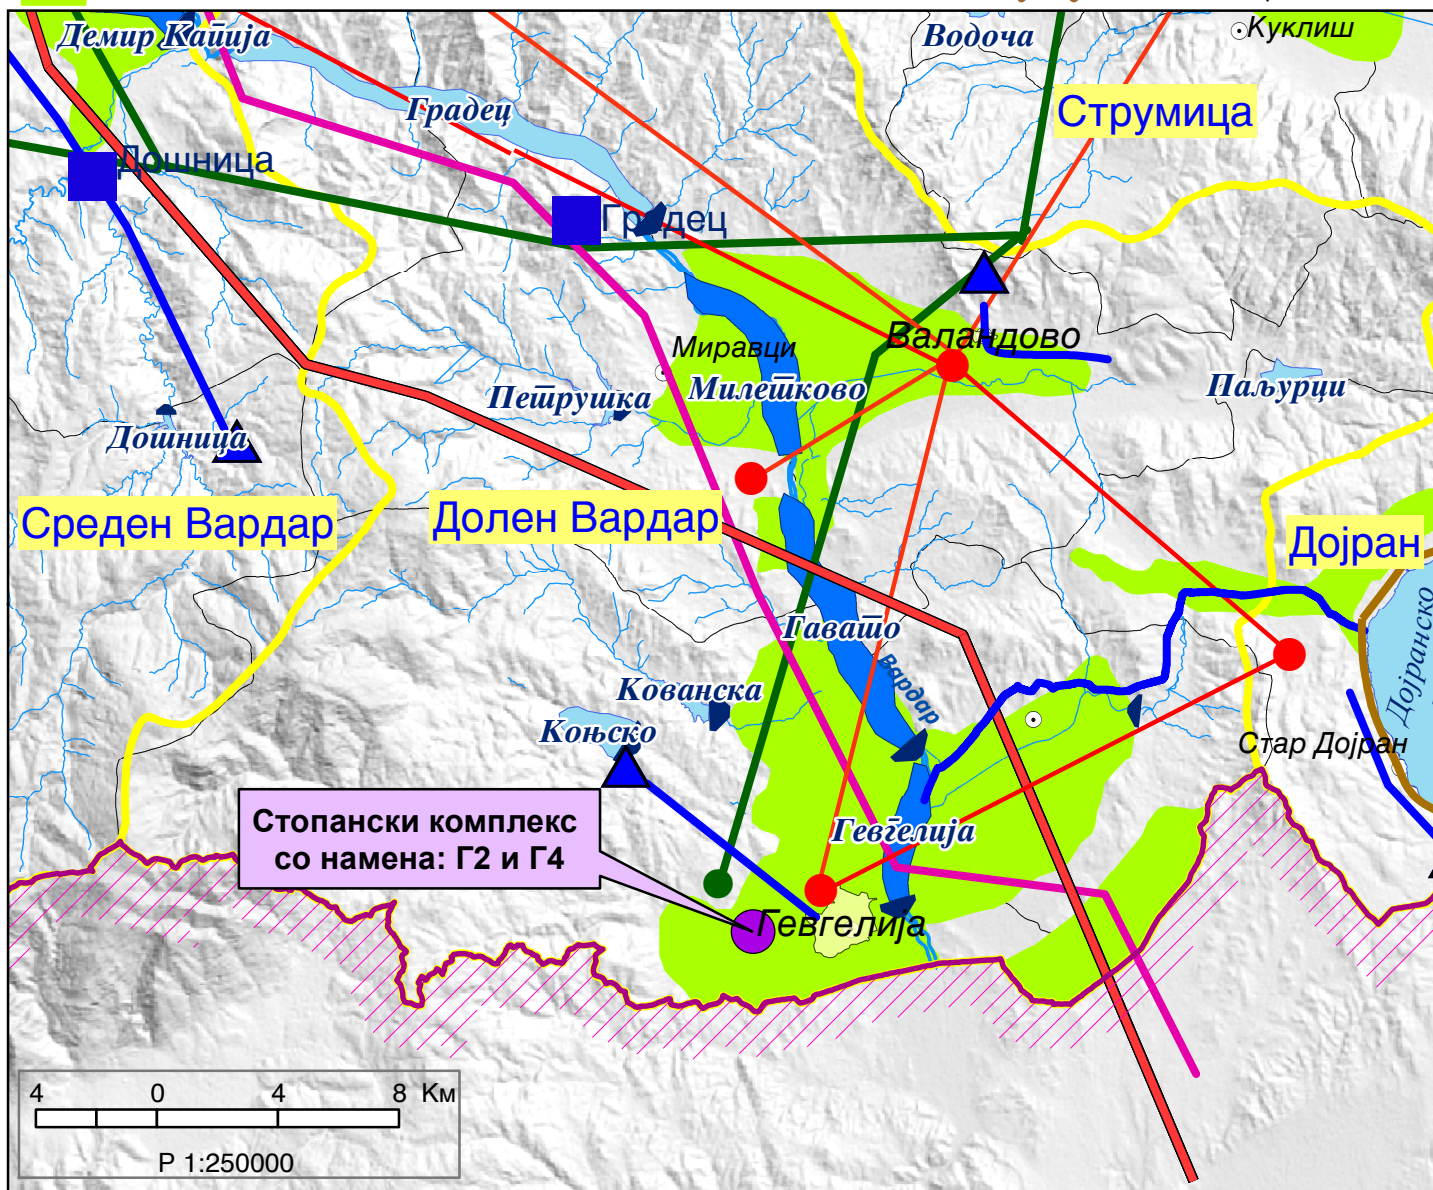 Куклиш
Демир Капија
Водоча
Градец
Струмица
Дошница
Градец
Валандово
Миравци
Милетково
Петрушка
Паљурци
Дошница
Среден Вардар
Долен Вардар
Дојран
Дојранско
Гавато
Вардар
Кованска
Коњско
Стар Дојран
Стопански комплекс
со намена: Г2 и Г4
Гевгелија
Гевгелија
4 0 4 8 Км
Р 1:250000